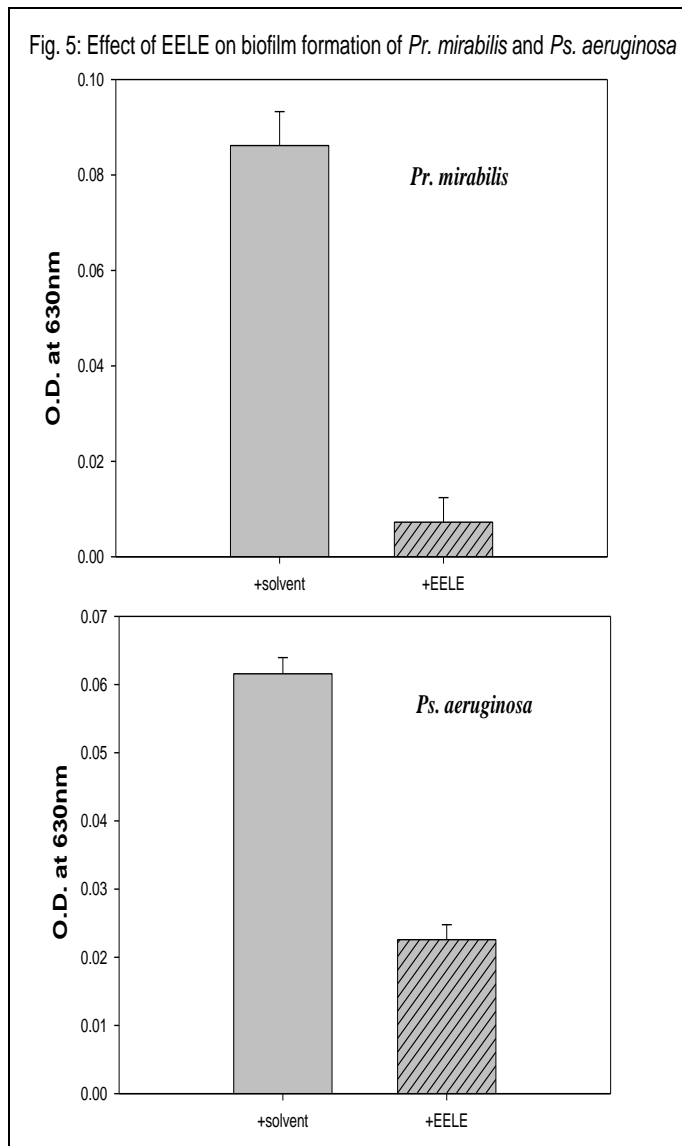 Fig. 5: Effect of EELE on biofilm formation of Pr. mirabilis and Ps. aeruginosa
0.10
0.08
0.06
0.04
0.02
0.00
O.D. at 630nm
Pr. mirabilis
+solvent +EELE
0.07
0.06
0.05
0.04
0.03
0.02
0.01
0.00
O.D. at 630nm
Ps. aeruginosa
+solvent +EELE